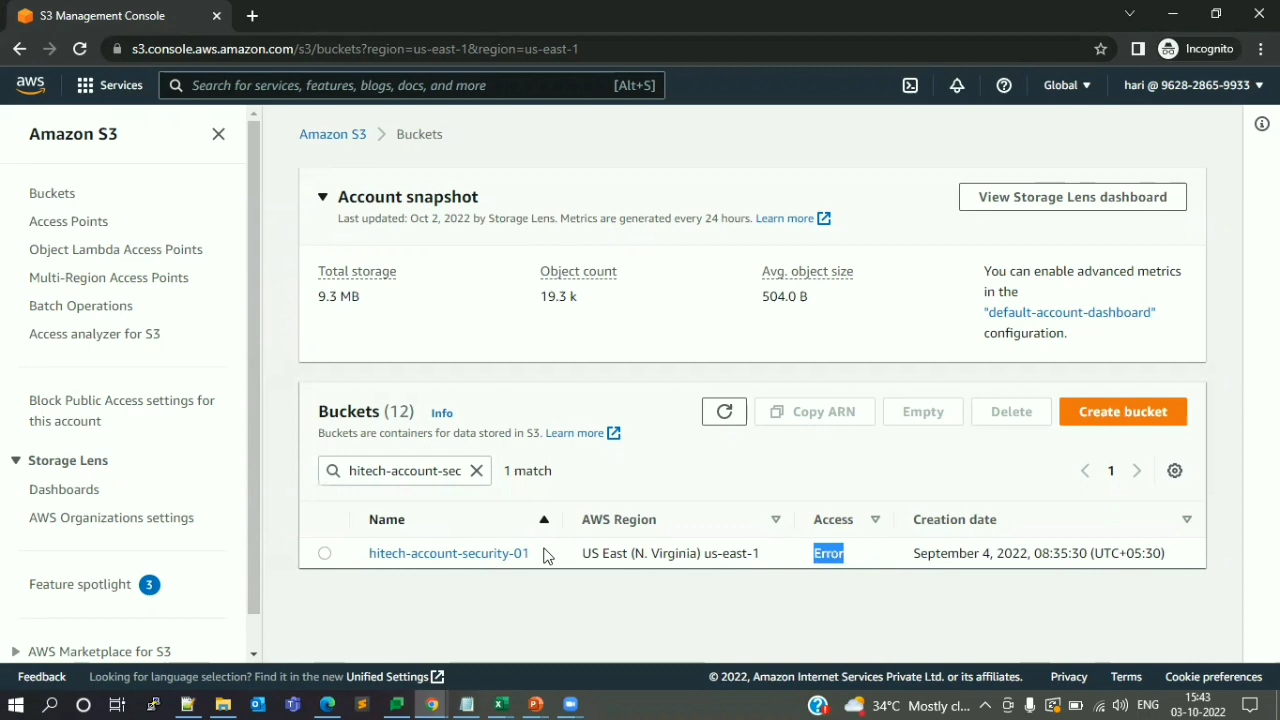 S3 Management Console
s3.console.aws.amazon.com/s3/buckets?region=us-east-1&region=us-east-1
Incognito
aws
Services
Search for services, features, blogs, docs, and more
[Alt+S]
Global
hari @ 9628-2865-9933
Amazon S3
Buckets
Access Points
Object Lambda Access Points
Multi-Region Access Points
Batch Operations
Access analyzer for S3
Block Public Access settings for
this account
Storage Lens
Dashboards
AWS Organizations settings
Feature spotlight 3
AWS Marketplace for S3
Amazon S3 > Buckets
Account snapshot
Last updated: Oct 2, 2022 by Storage Lens. Metrics are generated every 24 hours. Learn more
View Storage Lens dashboard
Total storage
9.3 MB
Object count
19.3 k
Avg. object size
504.0 B
You can enable advanced metrics
in the
"default-account-dashboard"
configuration.
Buckets (12) Info
Buckets are containers for data stored in S3. Learn more
Copy ARN
Empty
Delete
Create bucket
hitech-account-sec
1 match
1
Name AWS Region Access Creation date
hitech-account-security-01 US East (N. Virginia) us-east-1 Error September 4, 2022, 08:35:30 (UTC+05:30)
Feedback
Looking for language selection? Find it in the new Unified Settings
© 2022, Amazon Internet Services Private Ltd. or its affiliates.
Privacy
Terms
Cookie preferences
34°C Mostly cl...
ENG
15:43
03-10-2022